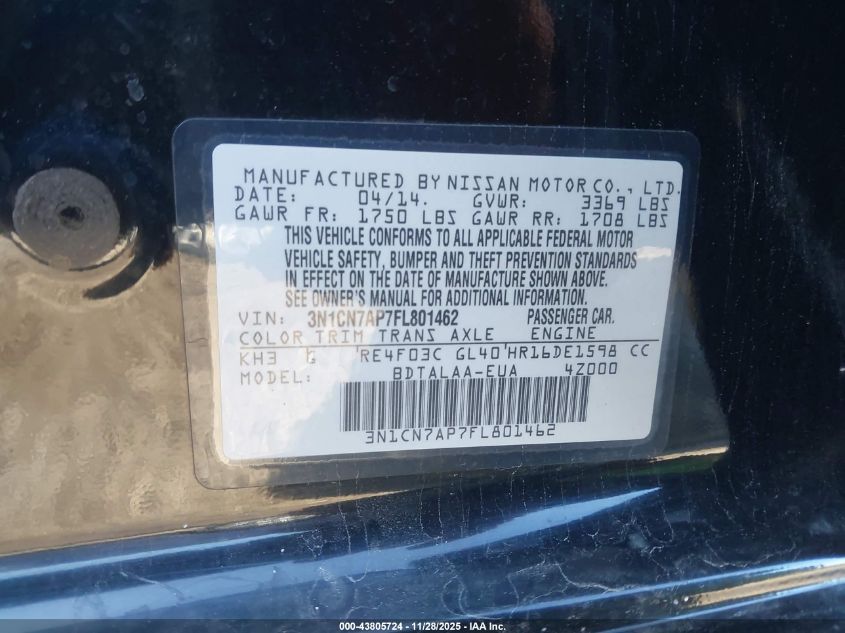 MANUFACTURED BY NISSAN MOTOR CO., LTD.
DATE: 04/14. GVWR: 3369 LBS
GAWR FR: 1750 LBS GAWR RR: 1708 LBS
THIS VEHICLE CONFORMS TO ALL APPLICABLE FEDERAL MOTOR
VEHICLE SAFETY, BUMPER AND THEFT PREVENTION STANDARDS
IN EFFECT ON THE DATE OF MANUFACTURE SHOWN ABOVE.
SEE OWNER'S MANUAL FOR ADDITIONAL INFORMATION.
VIN: 3N1CN7AP7FL801462 PASSENGER CAR.
COLOR TRIM TRANS AXLE ENGINE
KH3 G 'RE4F03C GL40'HR16DE1598 CC
MODEL: BDTALAA-EUA 4Z000
3N1CN7AP7FL801462
000-43805724 - 11/28/2025 - IAA Inc.